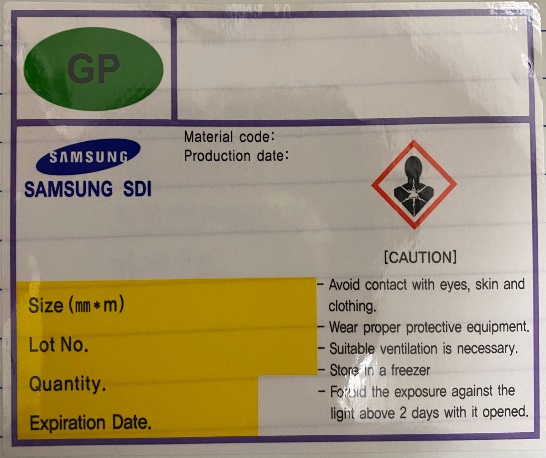 GP
Material code:
Production date:
SAMSUNG
SAMSUNG SDI
[CAUTION]
- Avoid contact with eyes, skin and
clothing.
- Wear proper protective equipment.
- Suitable ventilation is necessary.
- Store in a freezer
- Forbid the exposure against the
light above 2 days with it opened.
Size (mm*m)
Lot No.
Quantity.
Expiration Date.